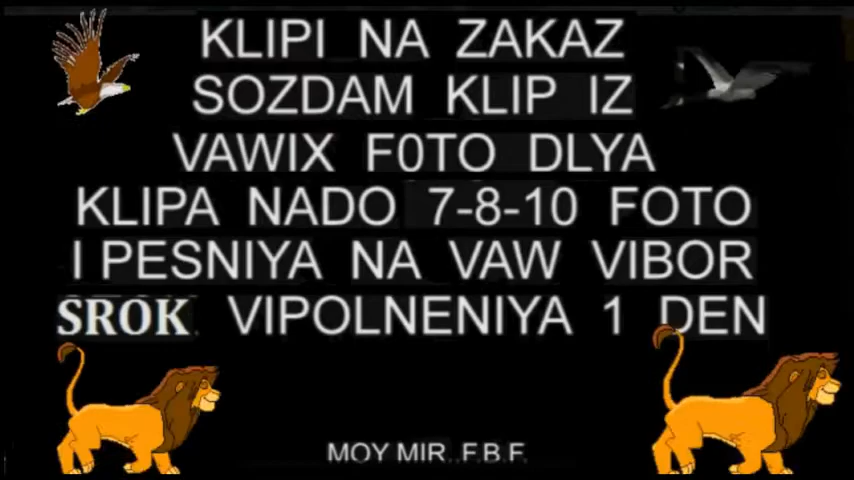 KLIPI NA ZAKAZ
SOZDAM KLIP IZ
VAWIX F0TO DLYA
KLIPA NADO 7-8-10 FOTO
I PESNIYA NA VAW VIBOR
SROK VIPOLNENIYA 1 DEN
MOY MIR..F.B.F.